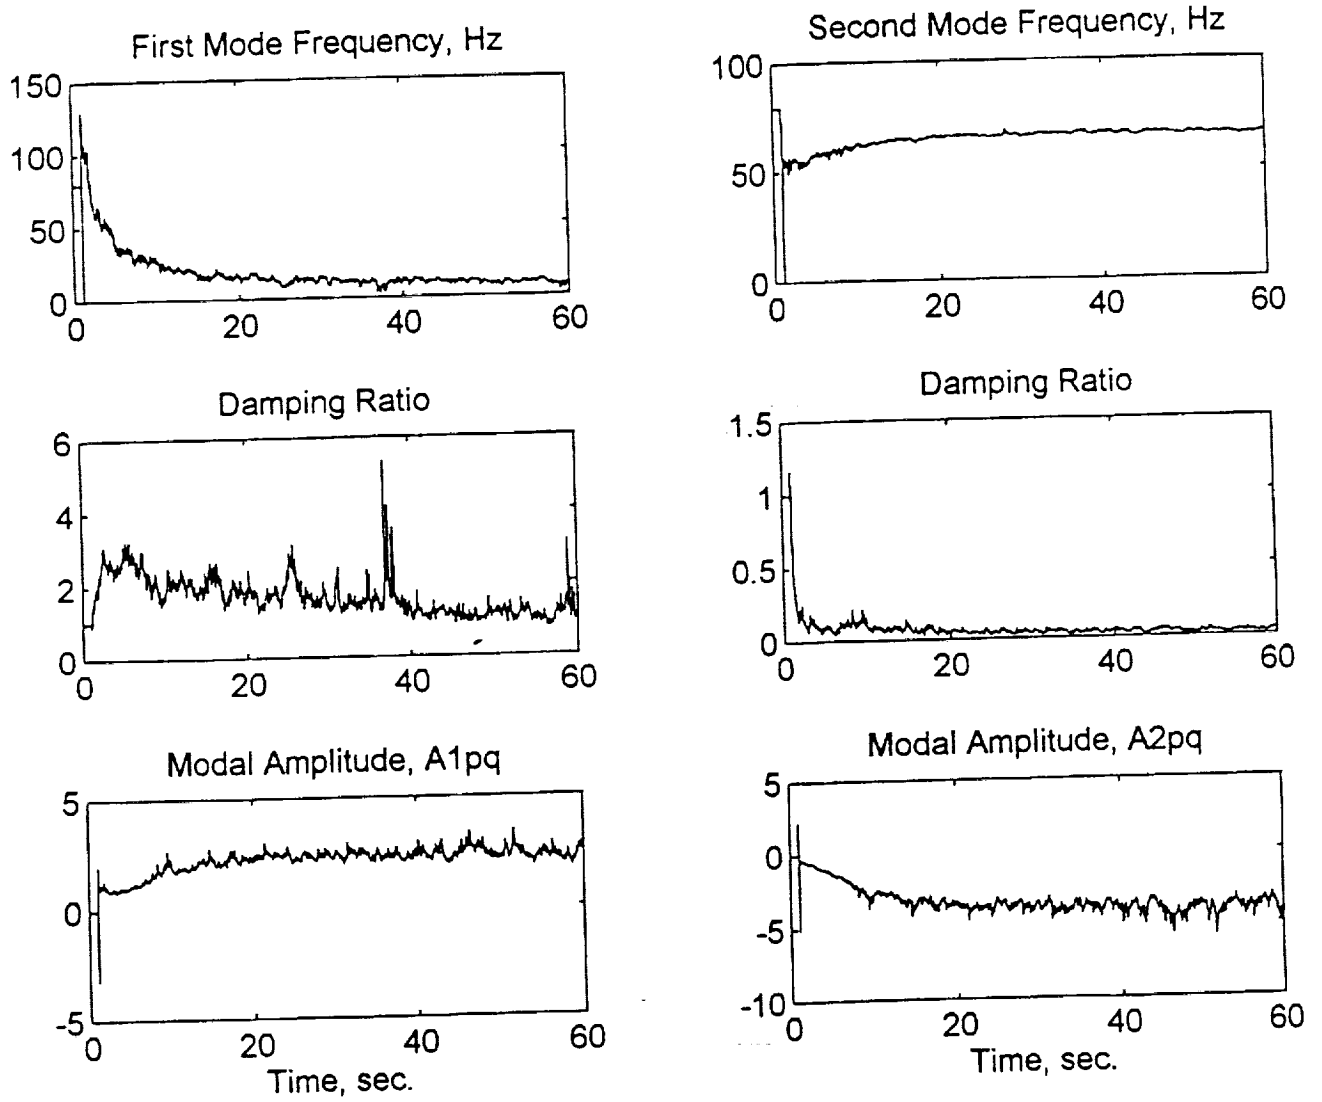 First Mode Frequency, Hz
150
100
50
0
0 20 40 60
Second Mode Frequency, Hz
100
50
0
0 20 40 60
Damping Ratio
6
4
2
0
0 20 40 60
Damping Ratio
1.5
1
0.5
0
0 20 40 60
Modal Amplitude, A1pq
5
0
-5
0 20 40 60
Time, sec.
Modal Amplitude, A2pq
5
0
-5
-10
0 20 40 60
Time, sec.